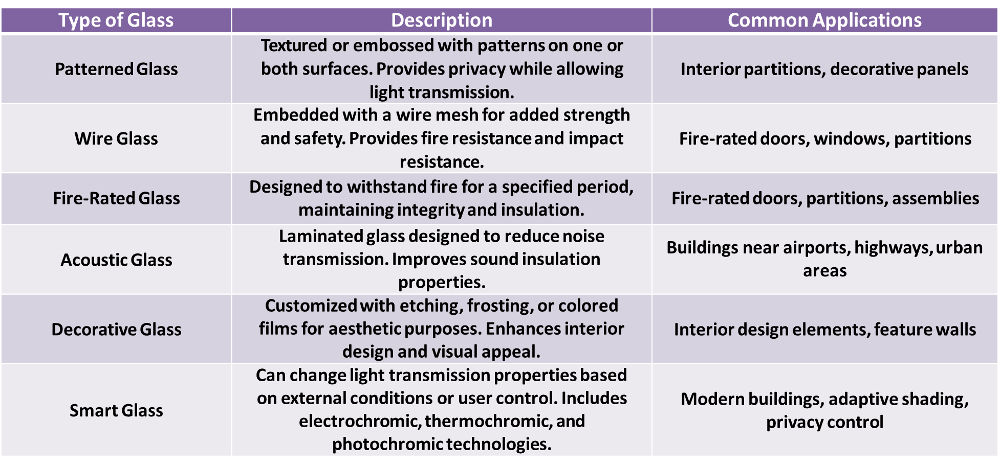 Type of Glass
Description
Common Applications
Patterned Glass
Textured or embossed with patterns on one or
both surfaces. Provides privacy while allowing
light transmission.
Interior partitions, decorative panels
Wire Glass
Embedded with a wire mesh for added strength
and safety. Provides fire resistance and impact
resistance.
Fire-rated doors, windows, partitions
Fire-Rated Glass
Designed to withstand fire for a specified period,
maintaining integrity and insulation.
Fire-rated doors, partitions, assemblies
Acoustic Glass
Laminated glass designed to reduce noise
transmission. Improves sound insulation
properties.
Buildings near airports, highways, urban
areas
Decorative Glass
Customized with etching, frosting, or colored
films for aesthetic purposes. Enhances interior
design and visual appeal.
Interior design elements, feature walls
Smart Glass
Can change light transmission properties based
on external conditions or user control. Includes
electrochromic, thermochromic, and
photochromic technologies.
Modern buildings, adaptive shading,
privacy control